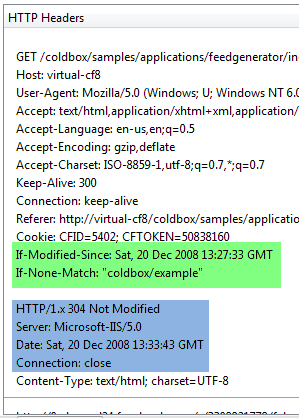 HTTP Headers
GET /coldbox/samples/applications/feedgenerator/in
Host: virtual-cf8
User-Agent: Mozilla/5.0 (Windows; U; Windows NT 6.0
Accept: text/html,application/xhtml+xml,application/
Accept-Language: en-us,en;q=0.5
Accept-Encoding: gzip,deflate
Accept-Charset: ISO-8859-1,utf-8;q=0.7,*;q=0.7
Keep-Alive: 300
Connection: keep-alive
Referer: http://virtual-cf8/coldbox/samples/applicatio
Cookie: CFID=5402; CFTOKEN=50838160
If-Modified-Since: Sat, 20 Dec 2008 13:27:33 GMT
If-None-Match: "coldbox/example"
HTTP/1.x 304 Not Modified
Server: Microsoft-IIS/5.0
Date: Sat, 20 Dec 2008 13:33:43 GMT
Connection: close
Content-Type: text/html; charset=UTF-8